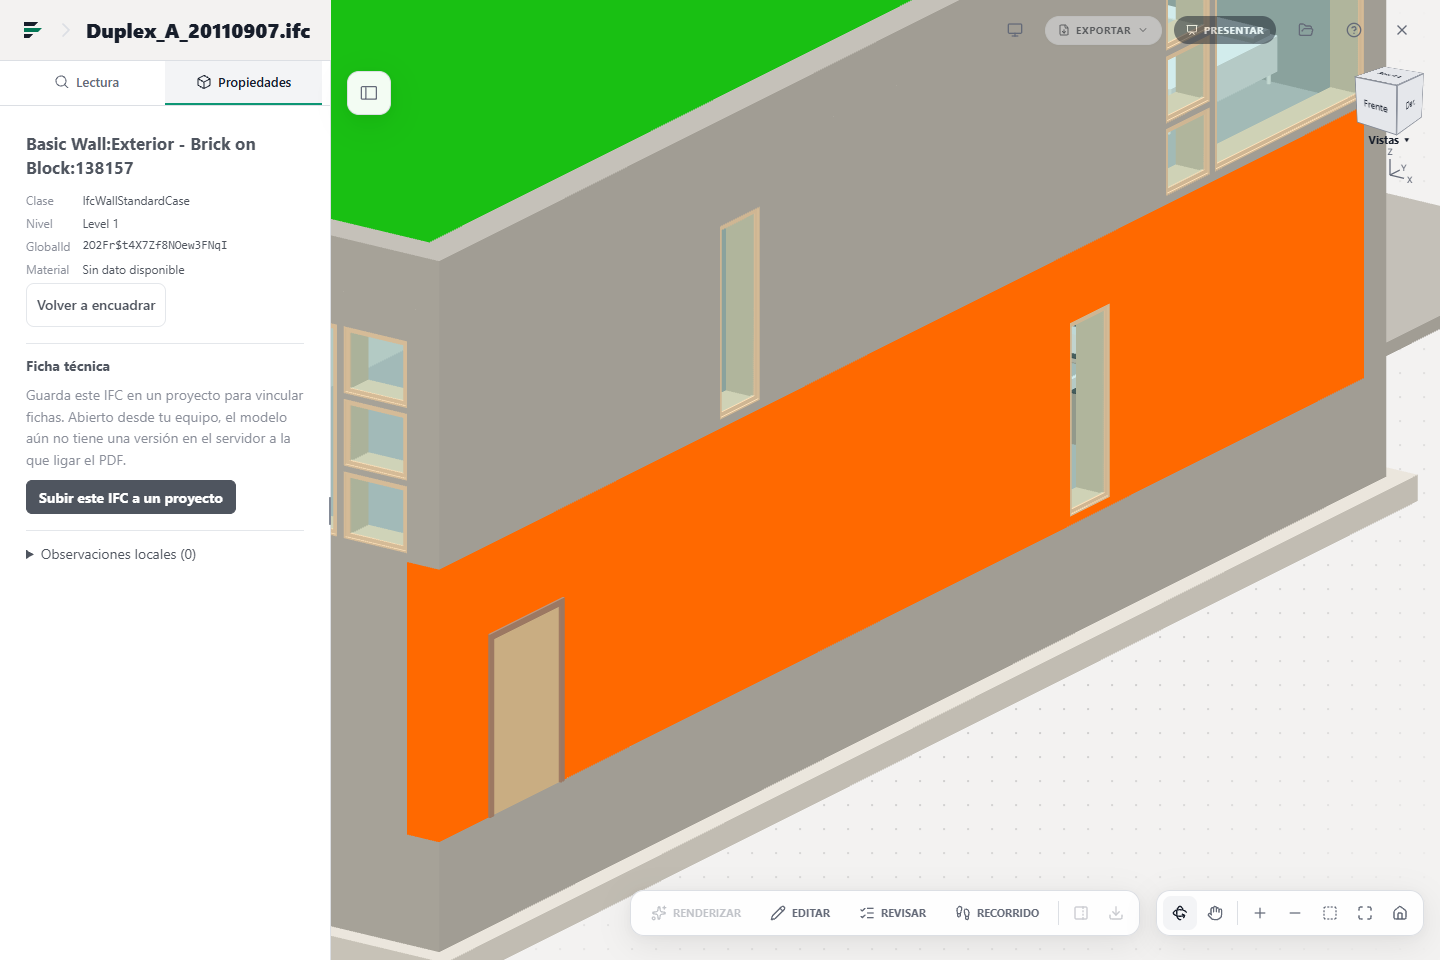 Duplex_A_20110907.ifc
EXPORTAR
PRESENTAR
Lectura
Propiedades
Basic Wall:Exterior - Brick on
Block:138157
Clase IfcWallStandardCase
Nivel Level 1
GlobalId 2O2Fr$t4X7Zf8NOew3FNqI
Material Sin dato disponible
Volver a encuadrar
Ficha técnica
Guarda este IFC en un proyecto para vincular
fichas. Abierto desde tu equipo, el modelo
aún no tiene una versión en el servidor a la
que ligar el PDF.
Subir este IFC a un proyecto
Observaciones locales (0)
Frente
Vistas
Z
Y
X
RENDERIZAR
EDITAR
REVISAR
RECORRIDO